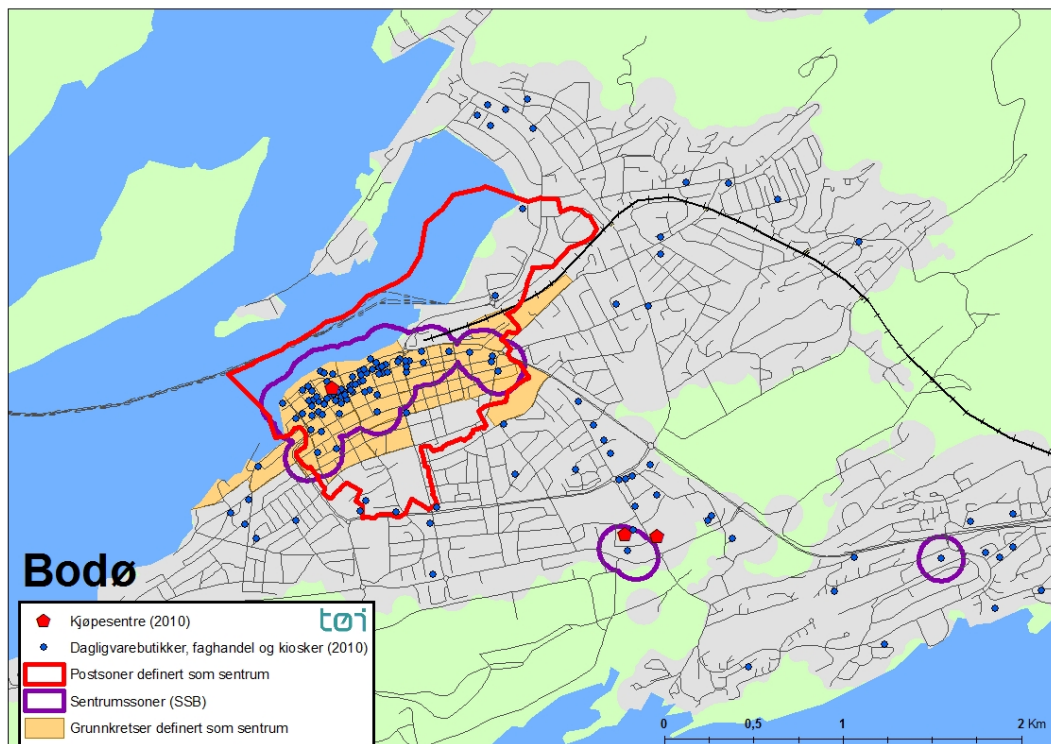 Bodø
tøi
Kjøpesentre (2010)
Dagligvarebutikker, faghandel og kiosker (2010)
Postsoner definert som sentrum
Sentrumssoner (SSB)
Grunnkretser definert som sentrum
0 0,5 1 2 Km